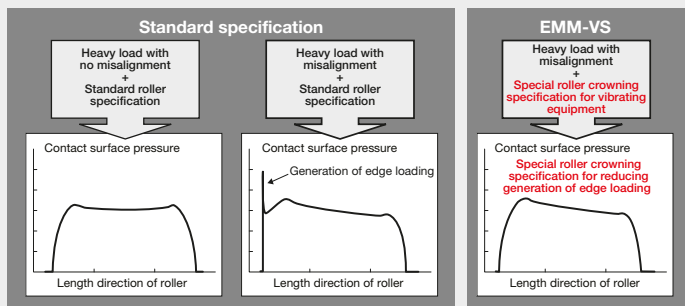 Standard specification
Heavy load with
no misalignment
+
Standard roller
specification
Contact surface pressure
Length direction of roller
Heavy load with
misalignment
+
Standard roller
specification
Contact surface pressure
Generation of edge loading
Length direction of roller
EMM-VS
Heavy load with
misalignment
+
Special roller crowning
specification for vibrating
equipment
Contact surface pressure
Special roller crowning
specification for reducing
generation of edge loading
Length direction of roller